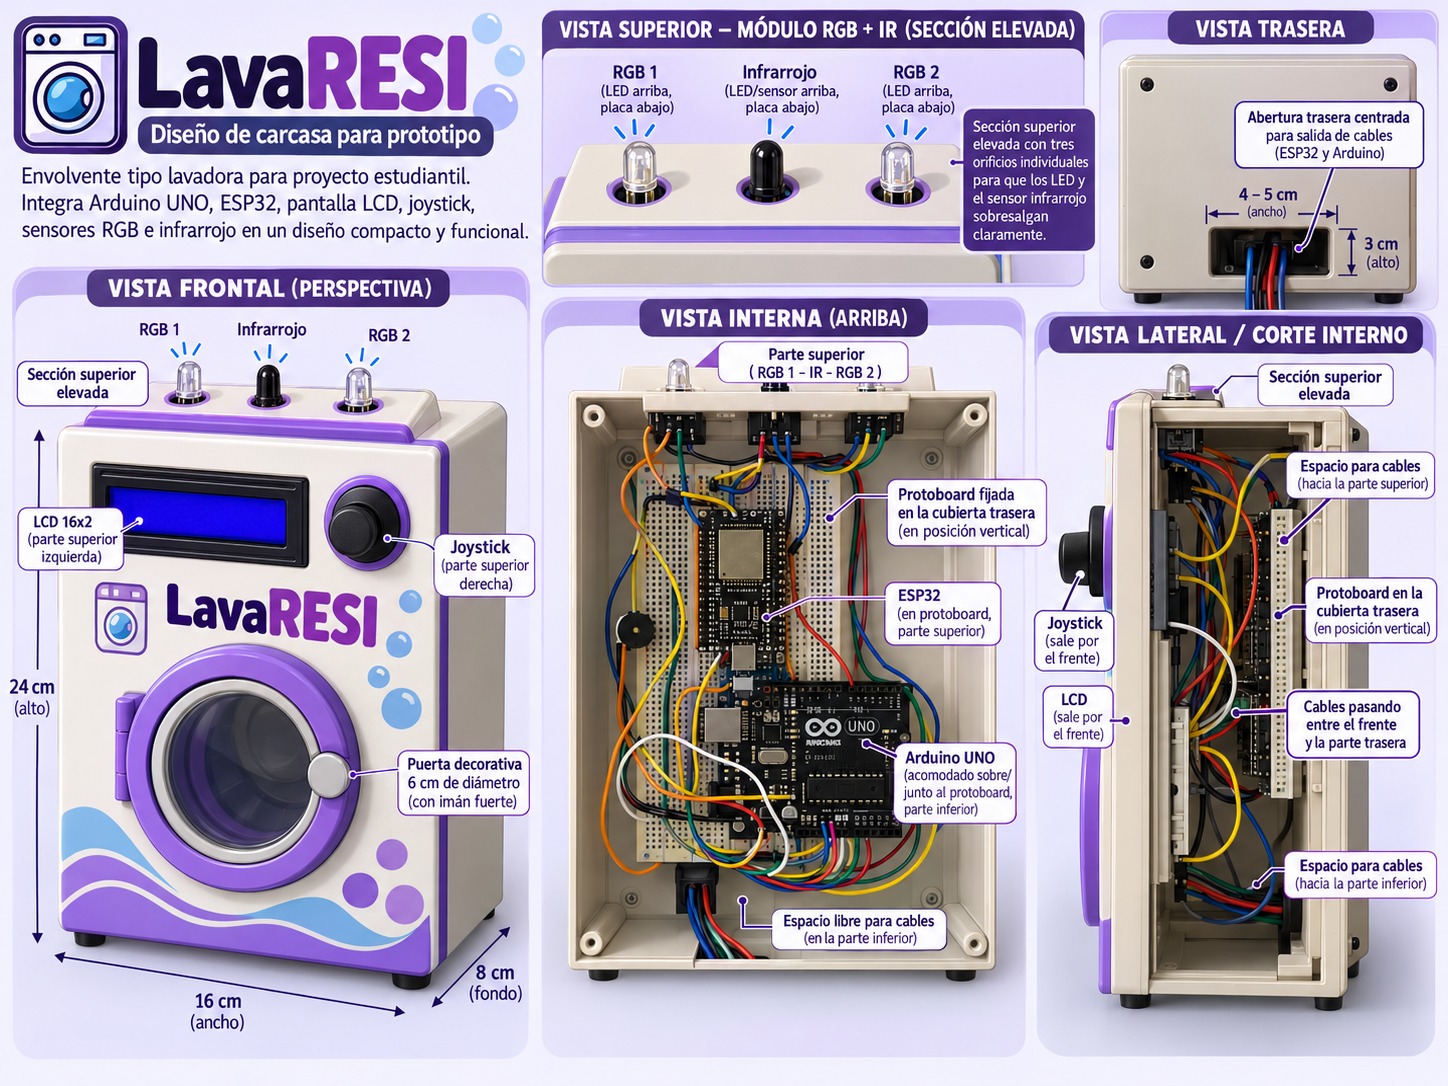 LavaRESI
Diseño de carcasa para prototipo
Envolvente tipo lavadora para proyecto estudiantil.
Integra Arduino UNO, ESP32, pantalla LCD, joystick,
sensores RGB e infrarrojo en un diseño compacto y funcional.
VISTA SUPERIOR – MÓDULO RGB + IR (SECCIÓN ELEVADA)
RGB 1
(LED arriba,
placa abajo)
Infrarrojo
(LED/sensor arriba,
placa abajo)
RGB 2
(LED arriba,
placa abajo)
Sección superior
elevada con tres
orificios individuales
para que los LED y
el sensor infrarrojo
sobresalgan
claramente.
VISTA TRASERA
Abertura trasera centrada
para salida de cables
(ESP32 y Arduino)
4 – 5 cm
(ancho)
3 cm
(alto)
VISTA FRONTAL (PERSPECTIVA)
RGB 1
Infrarrojo
RGB 2
Sección superior
elevada
LCD 16x2
(parte superior
izquierda)
Joystick
(parte superior
derecha)
LavaRESI
24 cm
(alto)
Puerta decorativa
6 cm de diámetro
(con imán fuerte)
16 cm
(ancho)
8 cm
(fondo)
VISTA INTERNA (ARRIBA)
Parte superior
( RGB 1 – IR – RGB 2 )
Protoboard fijada
en la cubierta trasera
(en posición vertical)
ESP32
(en protoboard,
parte superior)
UNO
Arduino UNO
(acomodado sobre/
junto al protoboard,
parte inferior)
Espacio libre para cables
(en la parte inferior)
VISTA LATERAL / CORTE INTERNO
Sección superior
elevada
Espacio para cables
(hacia la parte superior)
Joystick
(sale por
el frente)
Protoboard en la
cubierta trasera
(en posición vertical)
LCD
(sale por
el frente)
Cables pasando
entre el frente
y la parte trasera
Espacio para cables
(hacia la parte inferior)